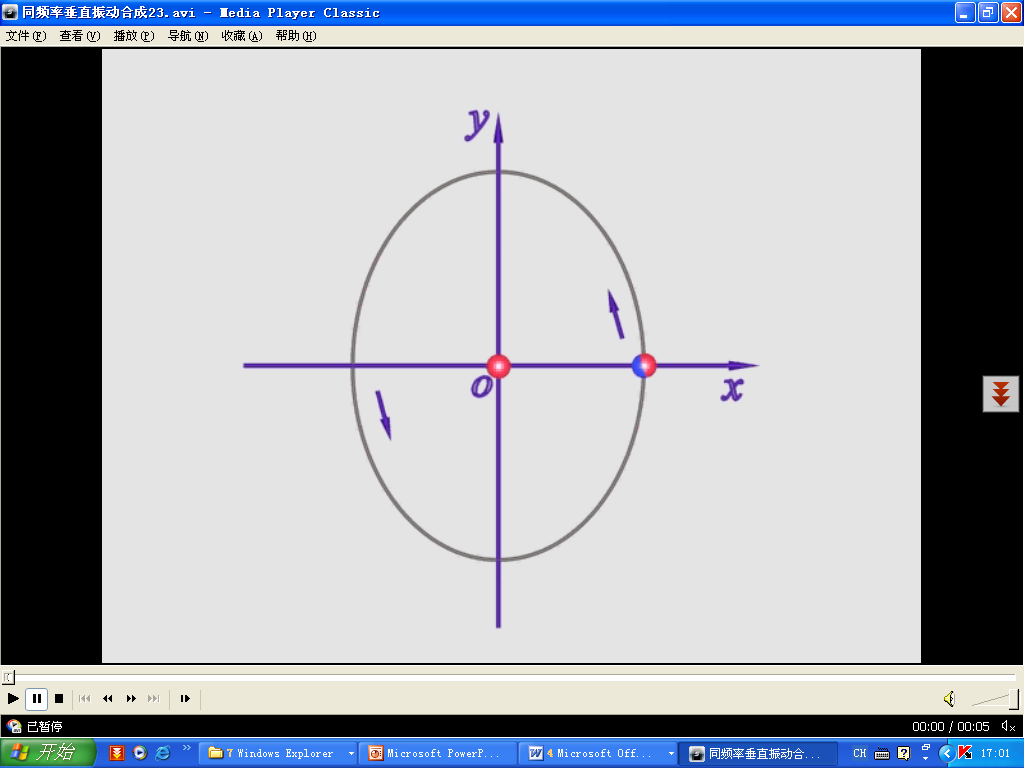 同频率垂直振动合成23.avi - Media Player Classic
文件(F) 查看(V) 播放(P) 导航(N) 收藏(A) 帮助(H)
y
o
x
已暂停 00:00 / 00:05
开始 7 Windows Explorer Microsoft PowerP... 4 Microsoft Off... 同频率垂直振动合... CH 17:01